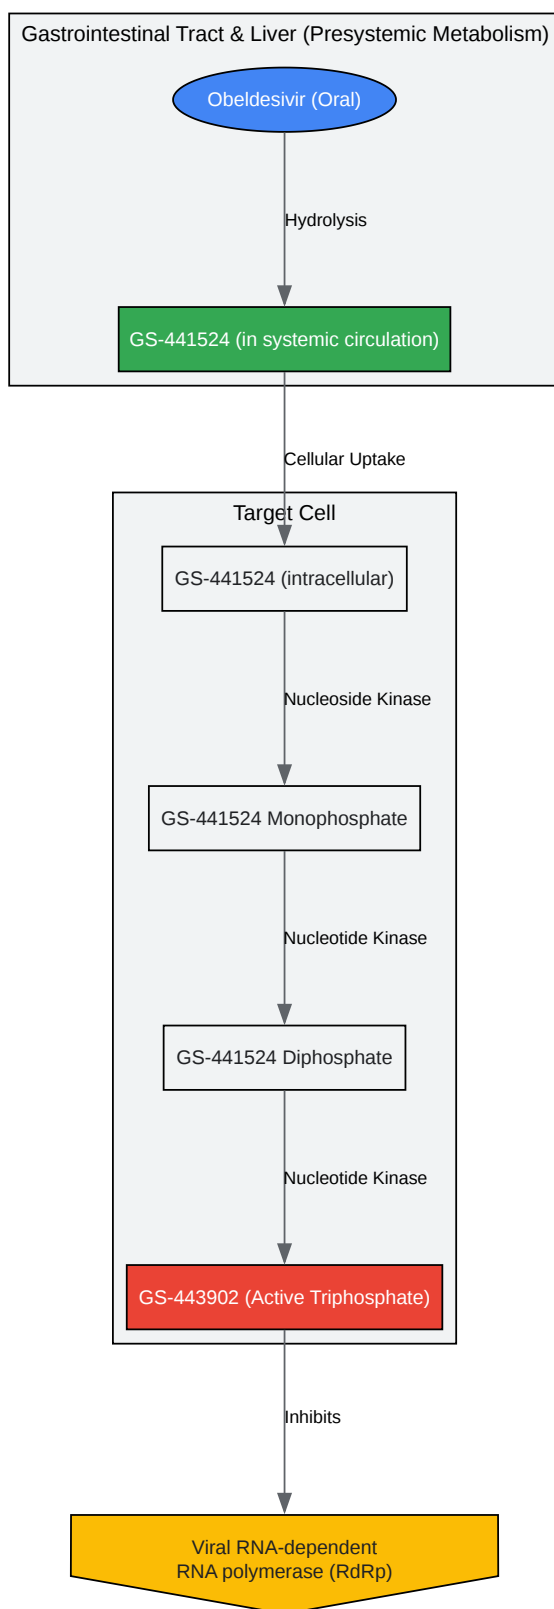 Gastrointestinal Tract & Liver (Presystemic Metabolism)
Obeldesivir (Oral)
Hydrolysis
GS-441524 (in systemic circulation)
Cellular Uptake
Target Cell
GS-441524 (intracellular)
Nucleoside Kinase
GS-441524 Monophosphate
Nucleotide Kinase
GS-441524 Diphosphate
Nucleotide Kinase
GS-443902 (Active Triphosphate)
Inhibits
Viral RNA-dependent
RNA polymerase (RdRp)